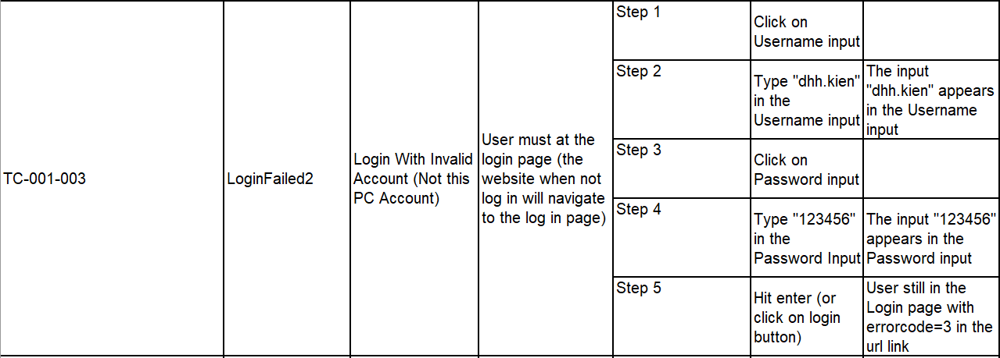 TC-001-003
LoginFailed2
Login With Invalid
Account (Not this
PC Account)
User must at the
login page (the
website when not
log in will navigate
to the log in page)
Step 1
Click on
Username input
Step 2
Type "dhh.kien"
in the
Username input
The input
"dhh.kien" appears
in the Username
input
Step 3
Click on
Password input
Step 4
Type "123456"
in the
Password Input
The input "123456"
appears in the
Password input
Step 5
Hit enter (or
click on login
button)
User still in the
Login page with
errorcode=3 in the
url link